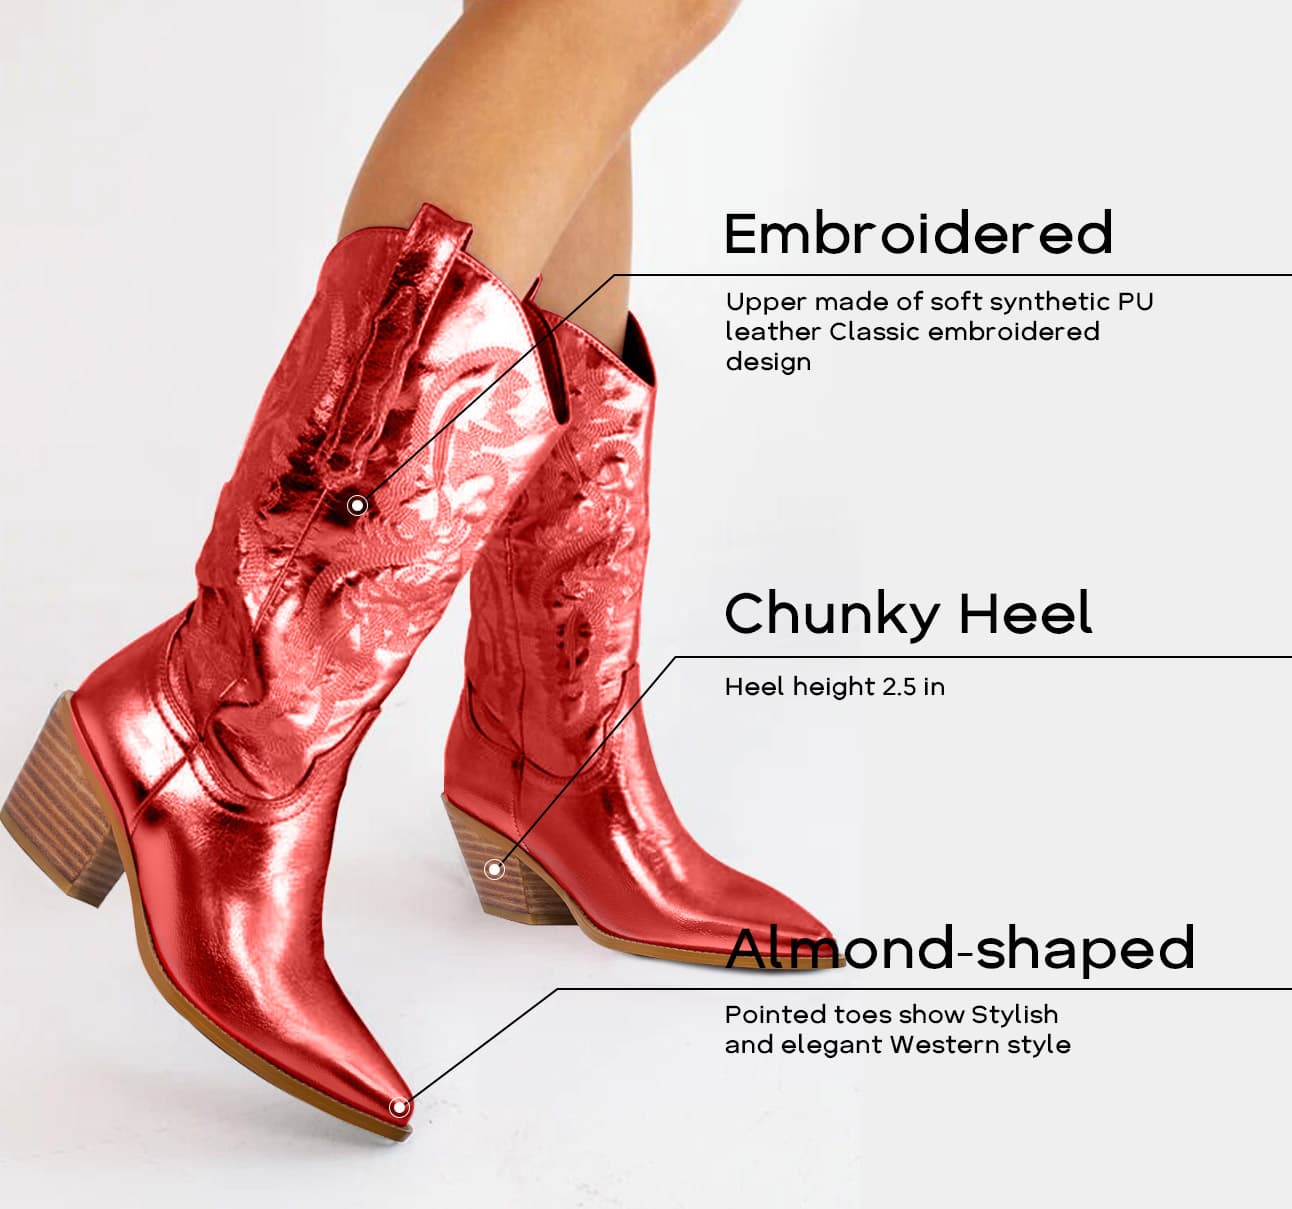 Embroidered
Upper made of soft synthetic PU
leather Classic embroidered
design
Chunky Heel
Heel height 2.5 in
Almond-shaped
Pointed toes show Stylish
and elegant Western style